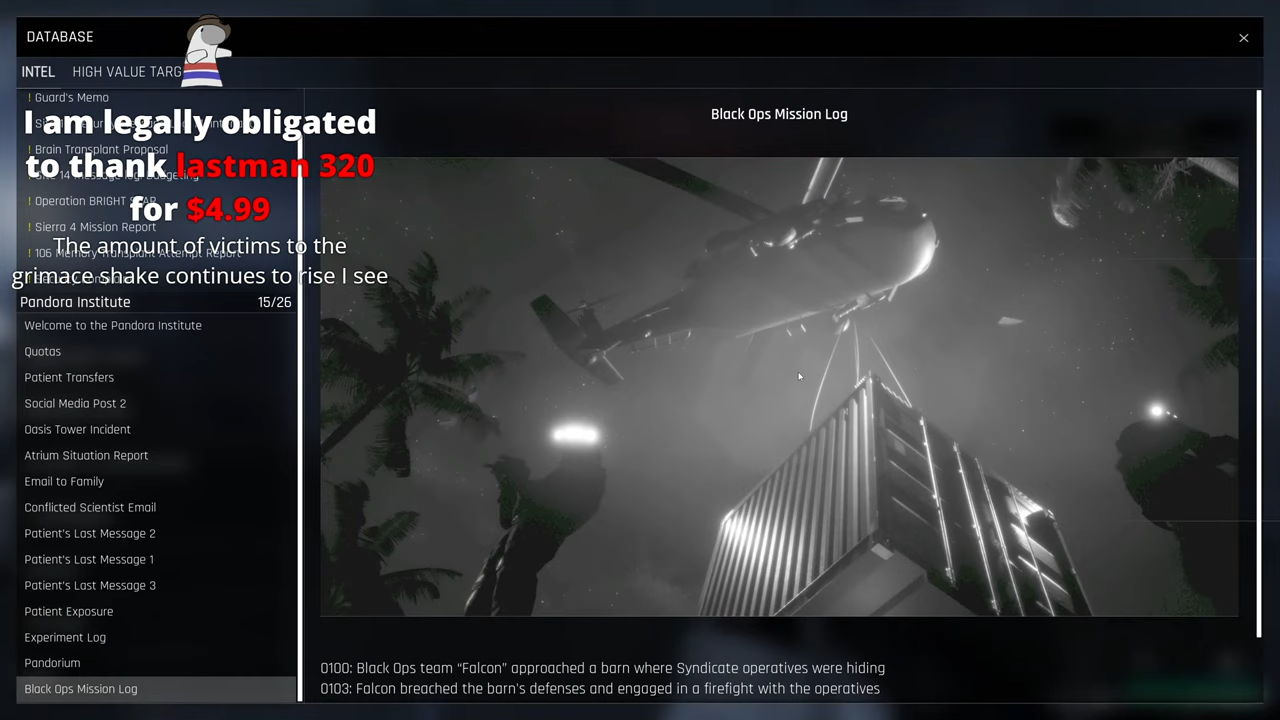 DATABASE
INTEL
HIGH VALUE TARG
! Guard's Memo
! Brain Transplant Proposal
! Operation BRIGHT
! Sierra 4 Mission Report
! 106 Memory Transplant Attempt Report
I am legally obligated
to thank lastman 320
for $4.99
The amount of victims to the
grimace shake continues to rise I see
Pandora Institute 15/26
Welcome to the Pandora Institute
Quotas
Patient Transfers
Social Media Post 2
Oasis Tower Incident
Atrium Situation Report
Email to Family
Conflicted Scientist Email
Patient's Last Message 2
Patient's Last Message 1
Patient's Last Message 3
Patient Exposure
Experiment Log
Pandorium
Black Ops Mission Log
Black Ops Mission Log
0100: Black Ops team “Falcon” approached a barn where Syndicate operatives were hiding
0103: Falcon breached the barn's defenses and engaged in a firefight with the operatives